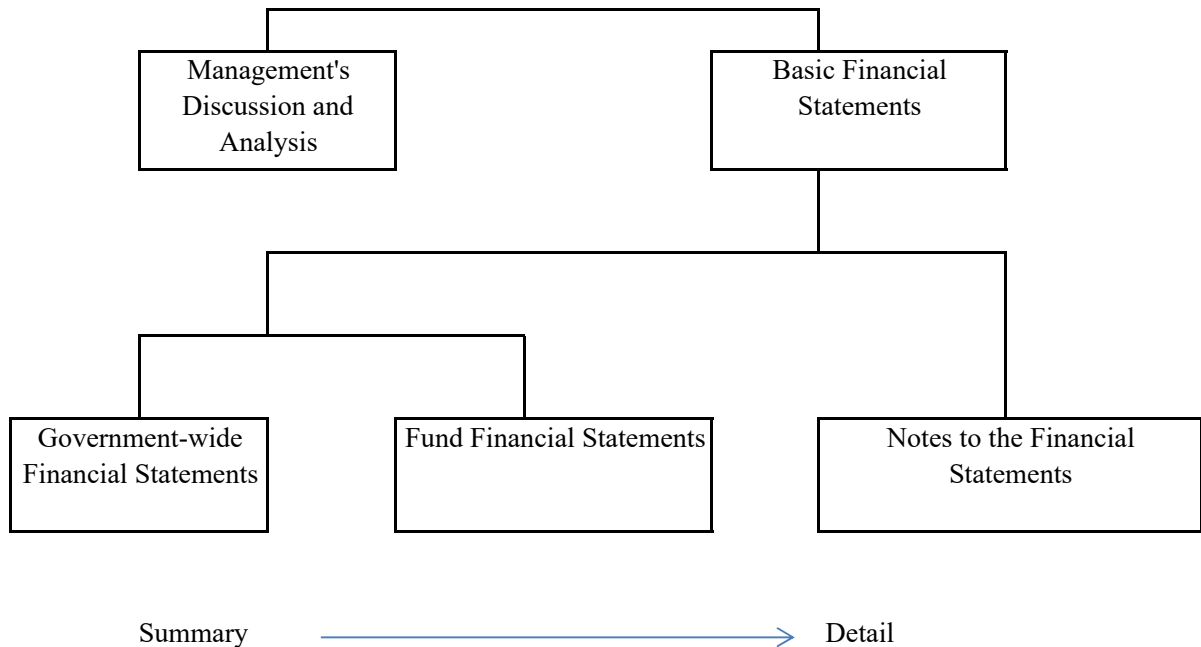 Management's
Discussion and
Analysis
Basic Financial
Statements
Government-wide
Financial Statements
Fund Financial Statements
Notes to the Financial
Statements
Summary
Detail